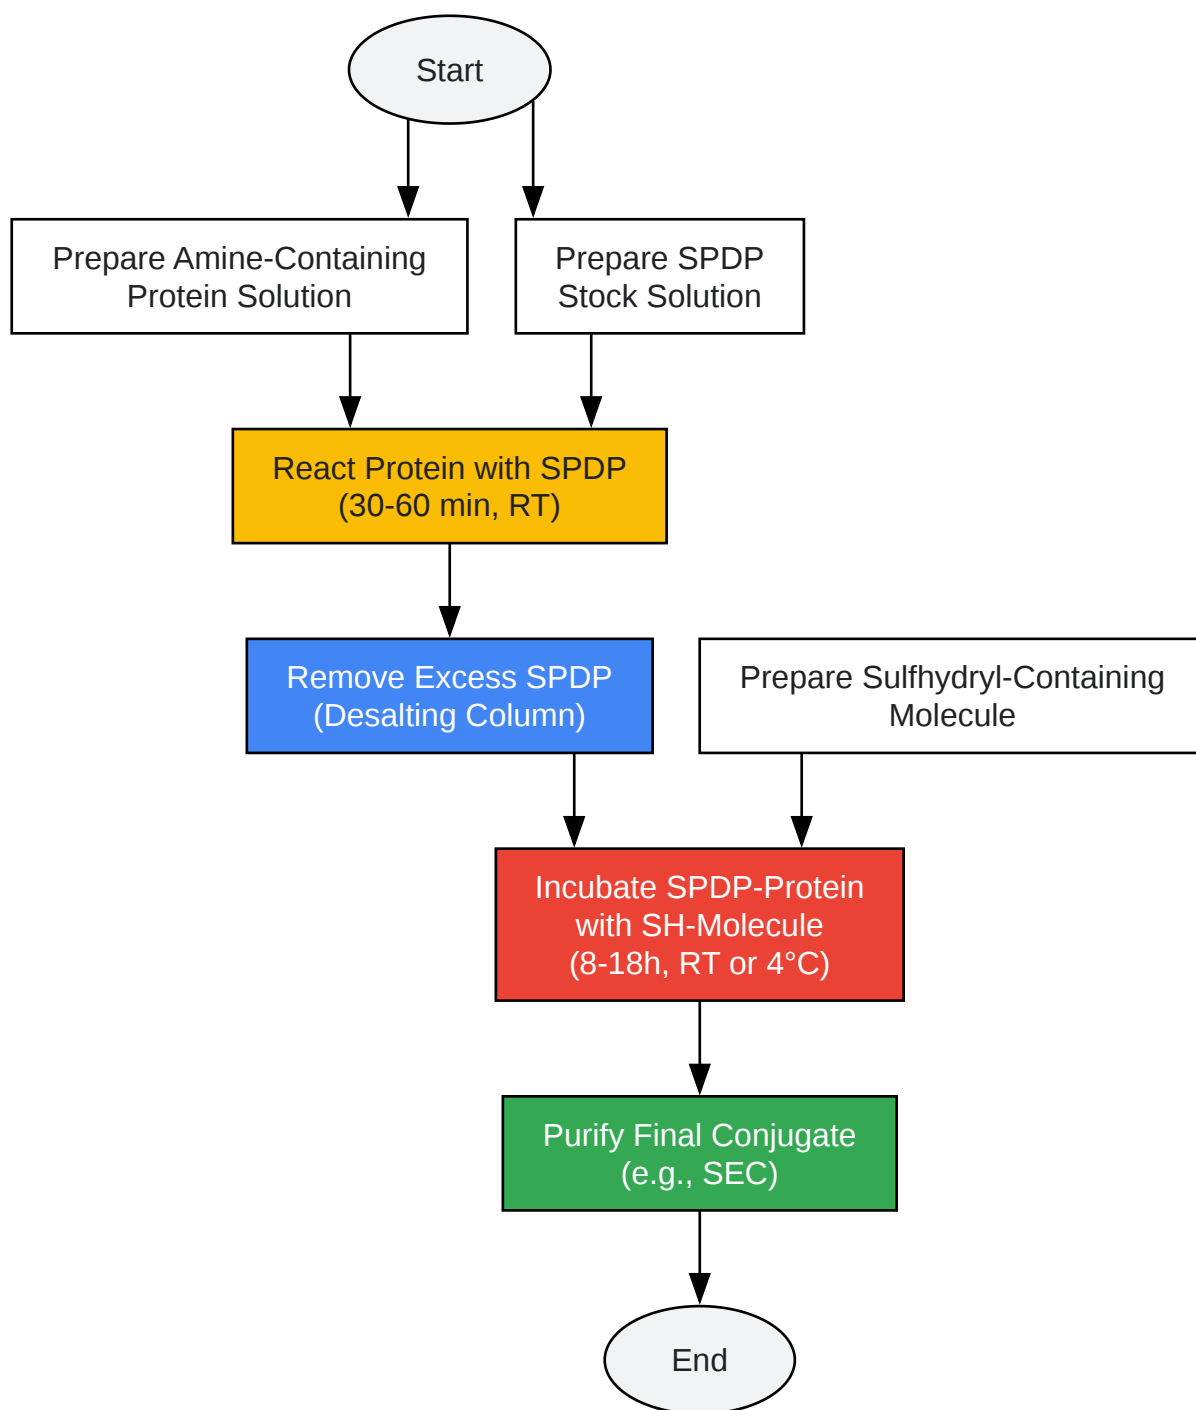 Start
Prepare Amine-Containing
Protein Solution
Prepare SPDP
Stock Solution
React Protein with SPDP
(30-60 min, RT)
Remove Excess SPDP
(Desalting Column)
Prepare Sulfhydryl-Containing
Molecule
Incubate SPDP-Protein
with SH-Molecule
(8-18h, RT or 4°C)
Purify Final Conjugate
(e.g., SEC)
End